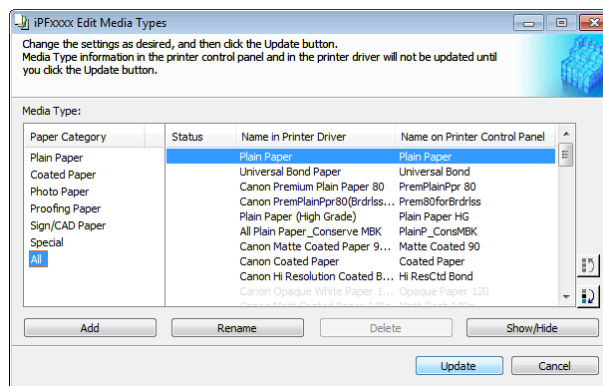 iPFxxxx Edit Media Types
Change the settings as desired, and then click the Update button.
Media Type information in the printer control panel and in the printer driver will not be updated until
you click the Update button.
Media Type:
Paper Category
Plain Paper
Coated Paper
Photo Paper
Proofing Paper
Sign/CAD Paper
Special
All
Status Name in Printer Driver Name on Printer Control Panel
Plain Paper Plain Paper
Universal Bond Paper Universal Bond
Canon Premium Plain Paper 80 PremPlainPpr 80
Canon PremPlainPpr80(Brdrlss... Prem80forBrdrlss
Plain Paper (High Grade) Plain Paper HG
All Plain Paper_Conserve MBK PlainP_ConsMBK
Canon Matte Coated Paper 9... Matte Coated 90
Canon Coated Paper Coated Paper
Canon Hi Resolution Coated B... Hi ResCtd Bond
Canon Opaque White Paper 1... Opaque Paper 120
Add Rename Delete Show/Hide
Update Cancel